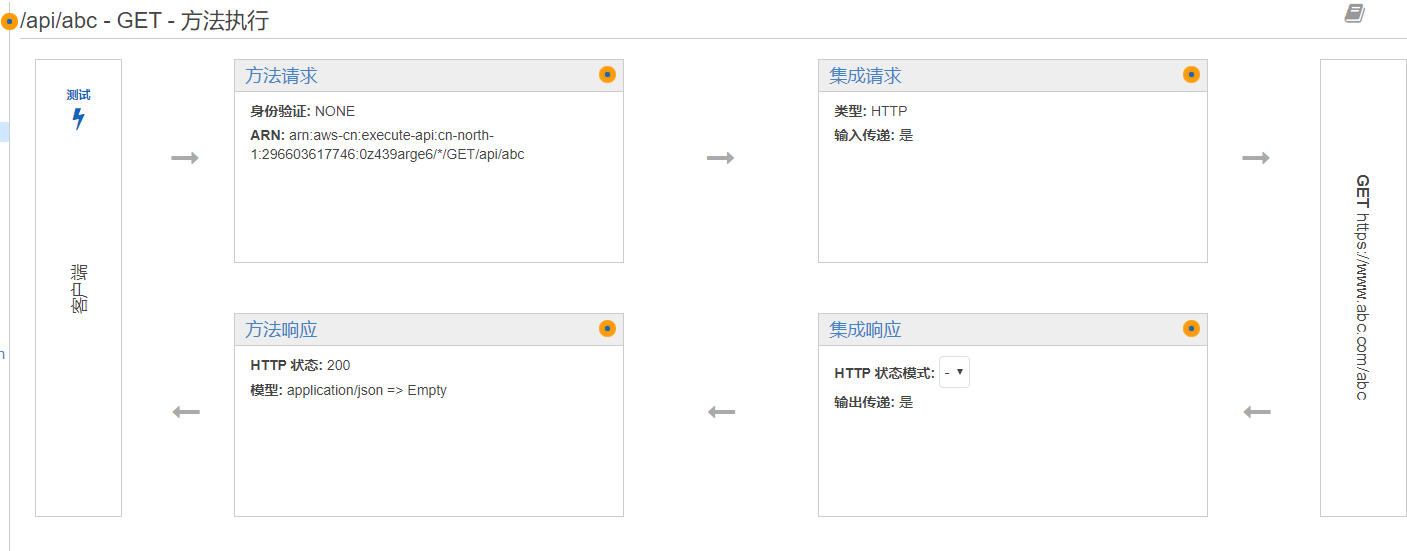 /api/abc - GET - 方法执行
测试
客户端
方法请求
身份验证: NONE
ARN: arn:aws-cn:execute-api:cn-north-
1:296603617746:0z439arge6/*/GET/api/abc
集成请求
类型: HTTP
输入传递: 是
GET https://www.abc.com/abc
方法响应
HTTP 状态: 200
模型: application/json => Empty
集成响应
HTTP 状态模式: -
输出传递: 是